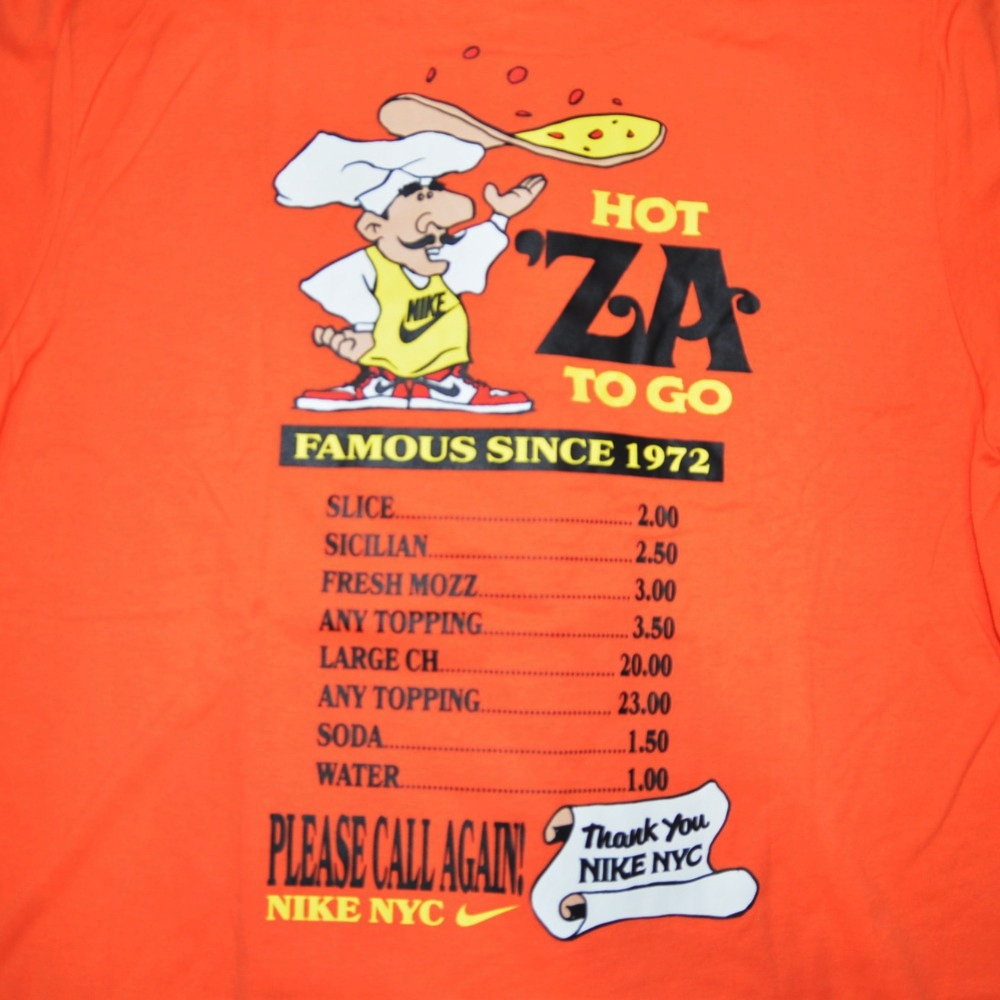 HOT
'ZA
TO GO
NIKE
FAMOUS SINCE 1972
SLICE..............................2.00
SICILIAN..............................2.50
FRESH MOZZ..............................3.00
ANY TOPPING..............................3.50
LARGE CH..............................20.00
ANY TOPPING..............................23.00
SODA..............................1.50
WATER..............................1.00
PLEASE CALL AGAIN!
NIKE NYC
Thank You
NIKE NYC